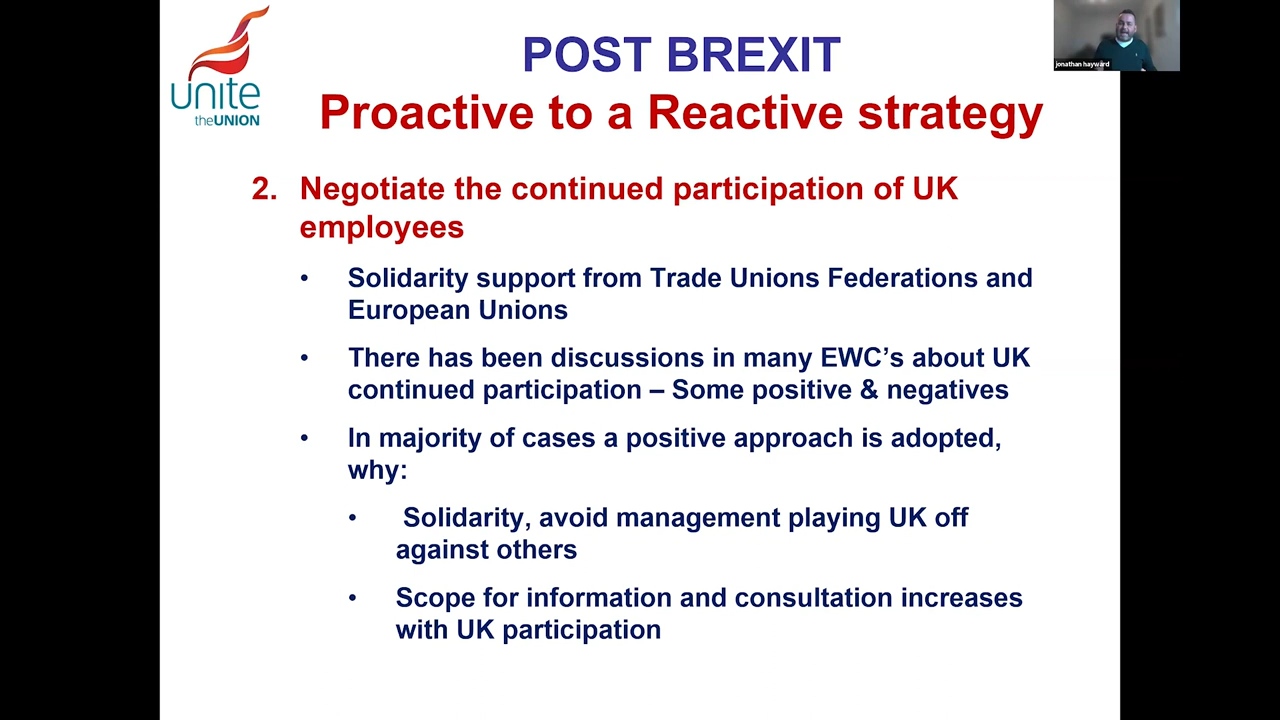 unite
theUNION
POST BREXIT
Proactive to a Reactive strategy
jonathan hayward
2. Negotiate the continued participation of UK
employees
• Solidarity support from Trade Unions Federations and
European Unions
• There has been discussions in many EWC’s about UK
continued participation – Some positive & negatives
• In majority of cases a positive approach is adopted,
why:
• Solidarity, avoid management playing UK off
against others
• Scope for information and consultation increases
with UK participation